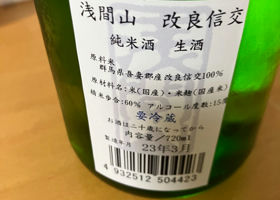 浅間山 改良信交
純米酒 生酒
原料米
群馬県吾妻郡産改良信交100%
原材料名:米(国産)・米麹(国産米)
精米歩合:60% アルコール度数:15度
要冷蔵
お酒は二十歳になってから
内容量/720ml
製造年月 23年3月
4 932512 504423